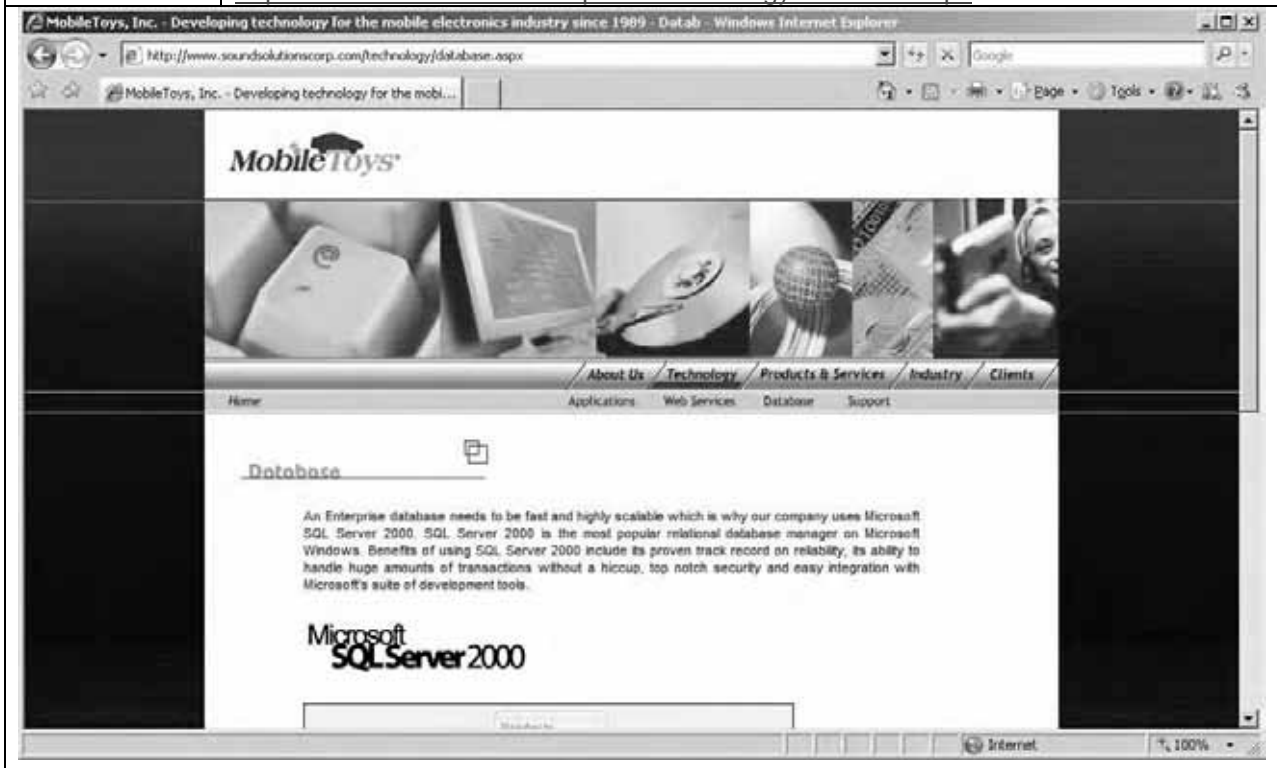 MobileToys, Inc. - Developing technology for the mobile electronics industry since 1989 - Datab - Windows Internet Explorer
http://www.soundsolutionscorp.com/technology/database.aspx
Google
MobileToys, Inc. - Developing technology for the mobi...
Page
Tools
MobileToys
About Us
Technology
Products & Services
Industry
Clients
Home
Applications
Web Services
Database
Support
Database
An Enterprise database needs to be fast and highly scalable which is why our company uses Microsoft
SQL Server 2000. SQL Server 2000 is the most popular relational database manager on Microsoft
Windows. Benefits of using SQL Server 2000 include its proven track record on reliability, its ability to
handle huge amounts of transactions without a hiccup, top notch security and easy integration with
Microsoft's suite of development tools.
Microsoft
SQL Server 2000
Internet
100%